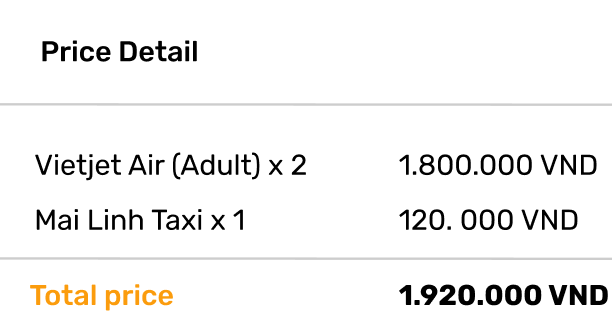 Price Detail
Vietjet Air (Adult) x 2 1.800.000 VND
Mai Linh Taxi x 1 120. 000 VND
Total price 1.920.000 VND